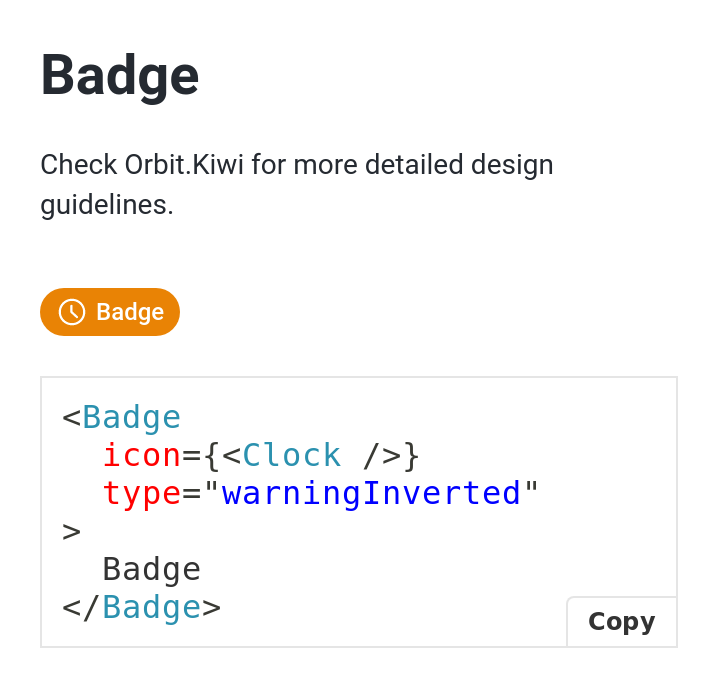 Badge
Check Orbit.Kiwi for more detailed design
guidelines.
Badge
<Badge
  icon={<Clock />}
  type="warningInverted"
>
  Badge
</Badge>
Copy